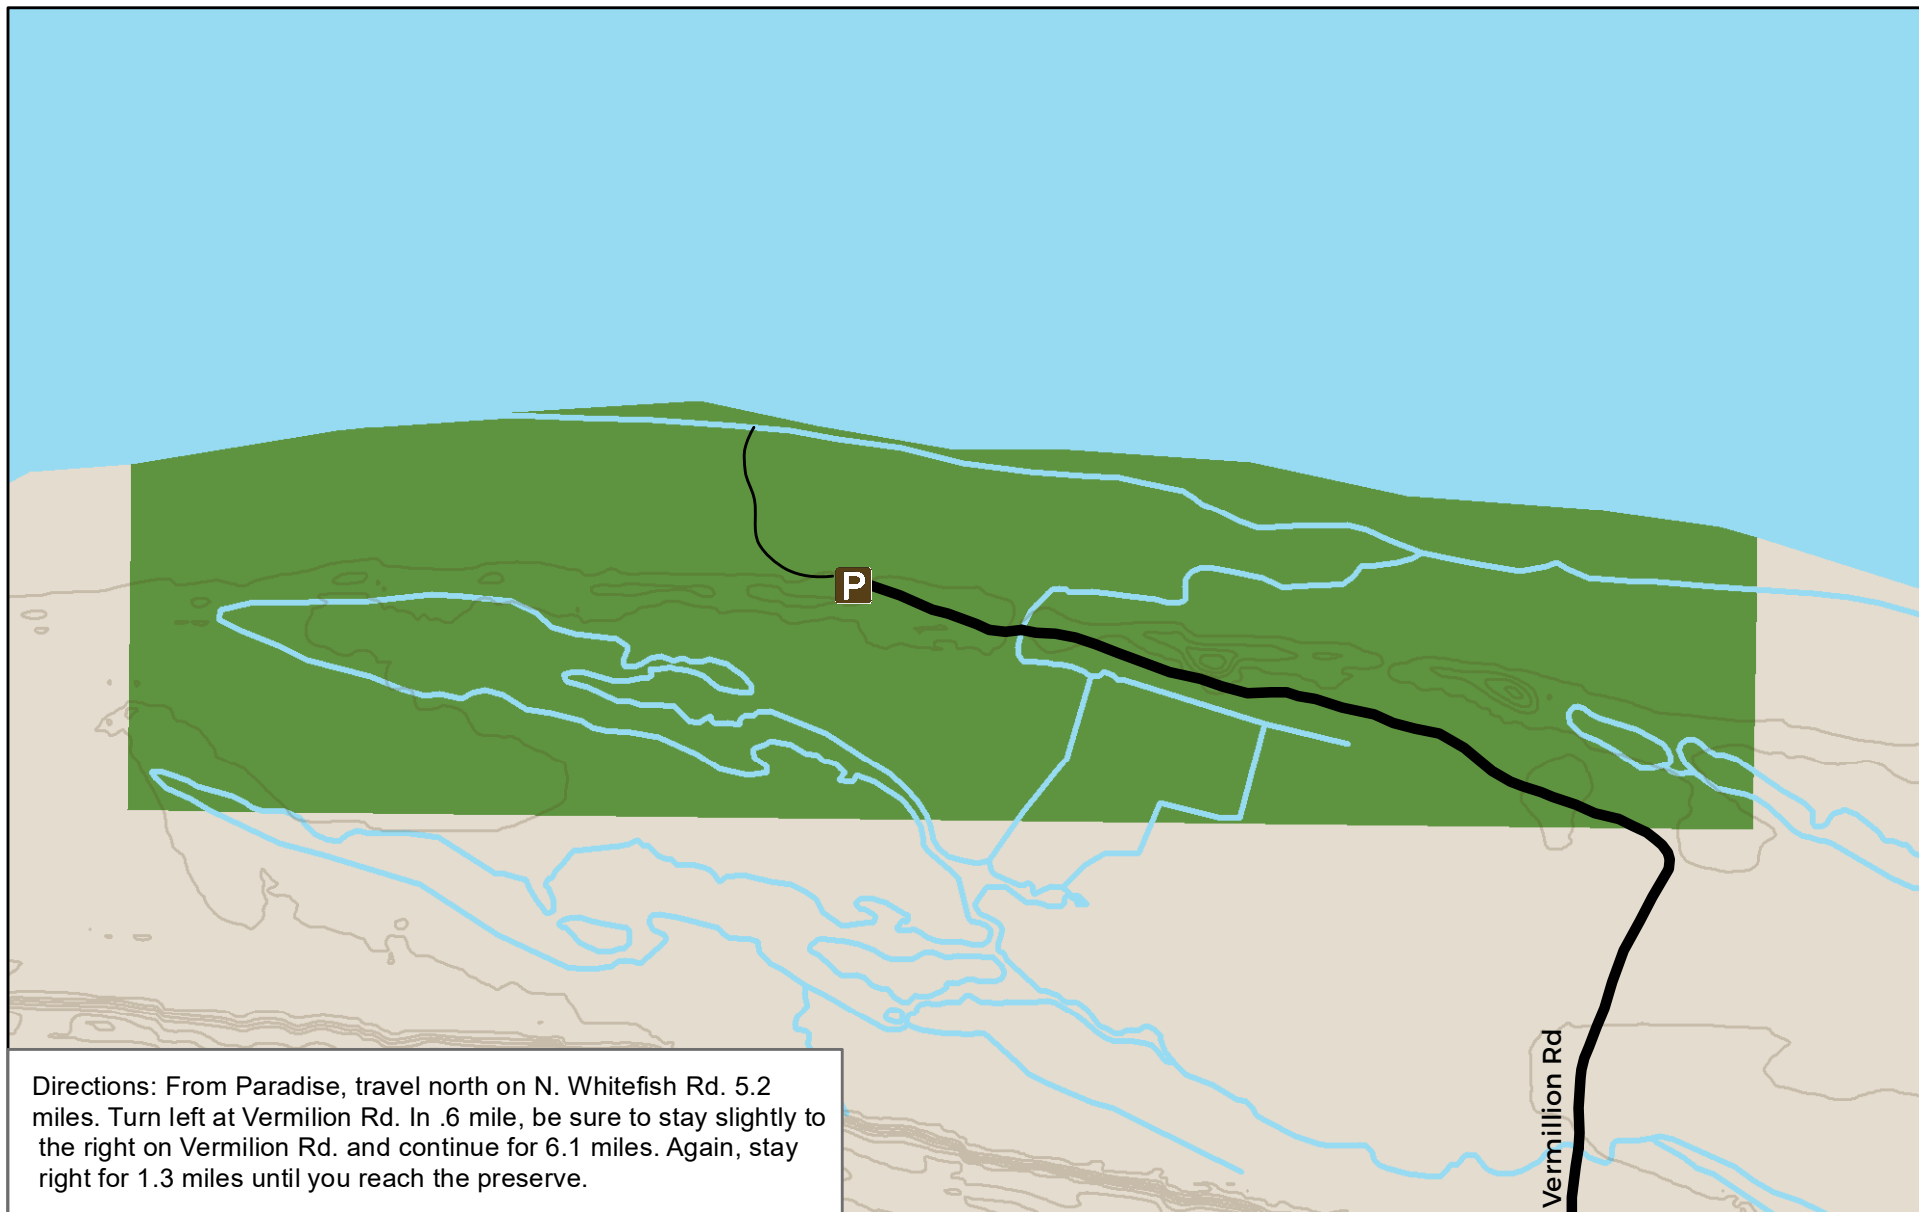 P
Vermillion Rd
Directions: From Paradise, travel north on N. Whitefish Rd. 5.2
miles. Turn left at Vermilion Rd. In .6 mile, be sure to stay slightly to
the right on Vermilion Rd. and continue for 6.1 miles. Again, stay
right for 1.3 miles until you reach the preserve.